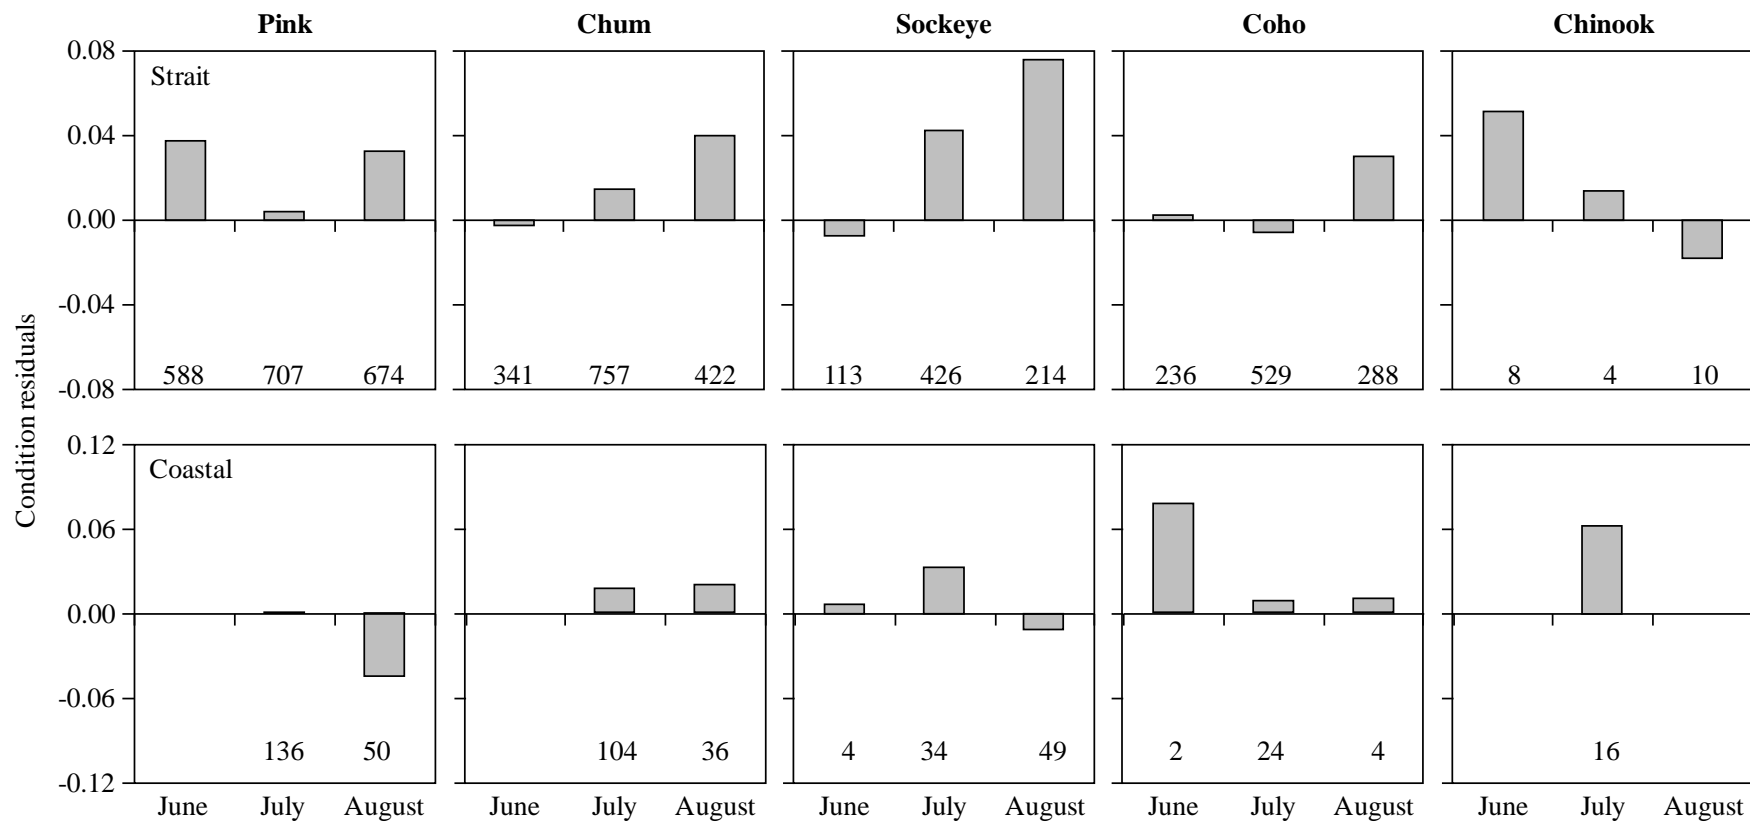 Pink Chum Sockeye Coho Chinook
0.08
Strait
0.04
0.00
-0.04
588 707 674 341 757 422 113 426 214 236 529 288 8 4 10
-0.08
Condition residuals
0.12
Coastal
0.06
0.00
-0.06
136 50 104 36 4 34 49 2 24 4 16
-0.12
June July August June July August June July August June July August June July August